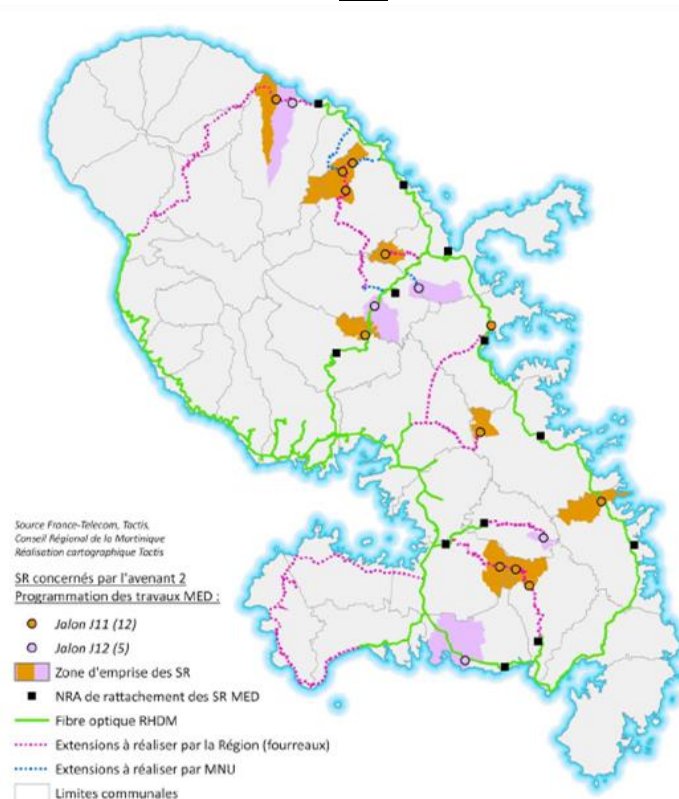 Source France-Telecom, Tactis,
Conseil Régional de la Martinique
Réalisation cartographique Tactis
SR concernés par l'avenant 2
Programmation des travaux MED :
Jalon J11 (12)
Jalon J12 (5)
Zone d'emprise des SR
NRA de rattachement des SR MED
Fibre optique RHDM
Extensions à réaliser par la Région (fourreaux)
Extensions à réaliser par MNU
Limites communales